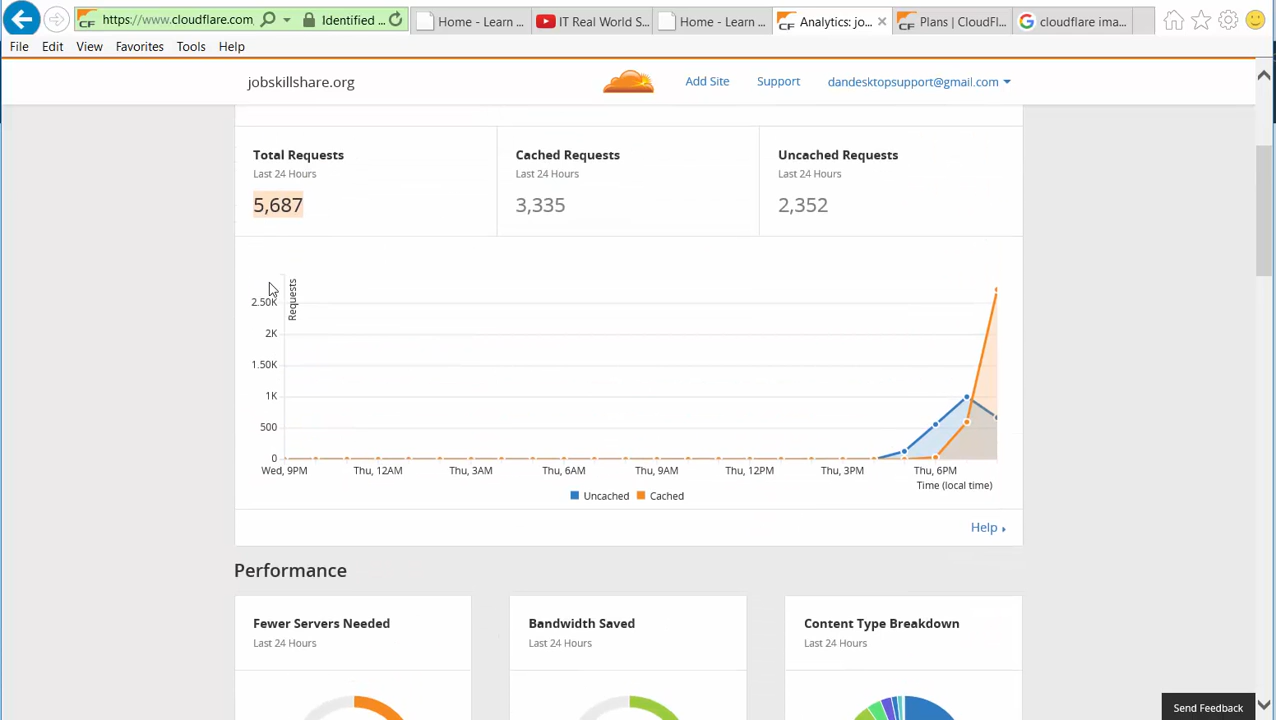 https://www.cloudflare.com
Identified ...
Home - Learn ...
IT Real World S...
Home - Learn ...
Analytics: jo...
Plans | CloudFl...
cloudflare ima...
File Edit View Favorites Tools Help
jobskillshare.org
Add Site
Support
dandesktopsupport@gmail.com
Total Requests
Last 24 Hours
5,687
Cached Requests
Last 24 Hours
3,335
Uncached Requests
Last 24 Hours
2,352
Requests
2.50K
2K
1.50K
1K
500
0
Wed, 9PM Thu, 12AM Thu, 3AM Thu, 6AM Thu, 9AM Thu, 12PM Thu, 3PM Thu, 6PM
Time (local time)
Uncached Cached
Help
Performance
Fewer Servers Needed
Last 24 Hours
Bandwidth Saved
Last 24 Hours
Content Type Breakdown
Last 24 Hours
Send Feedback